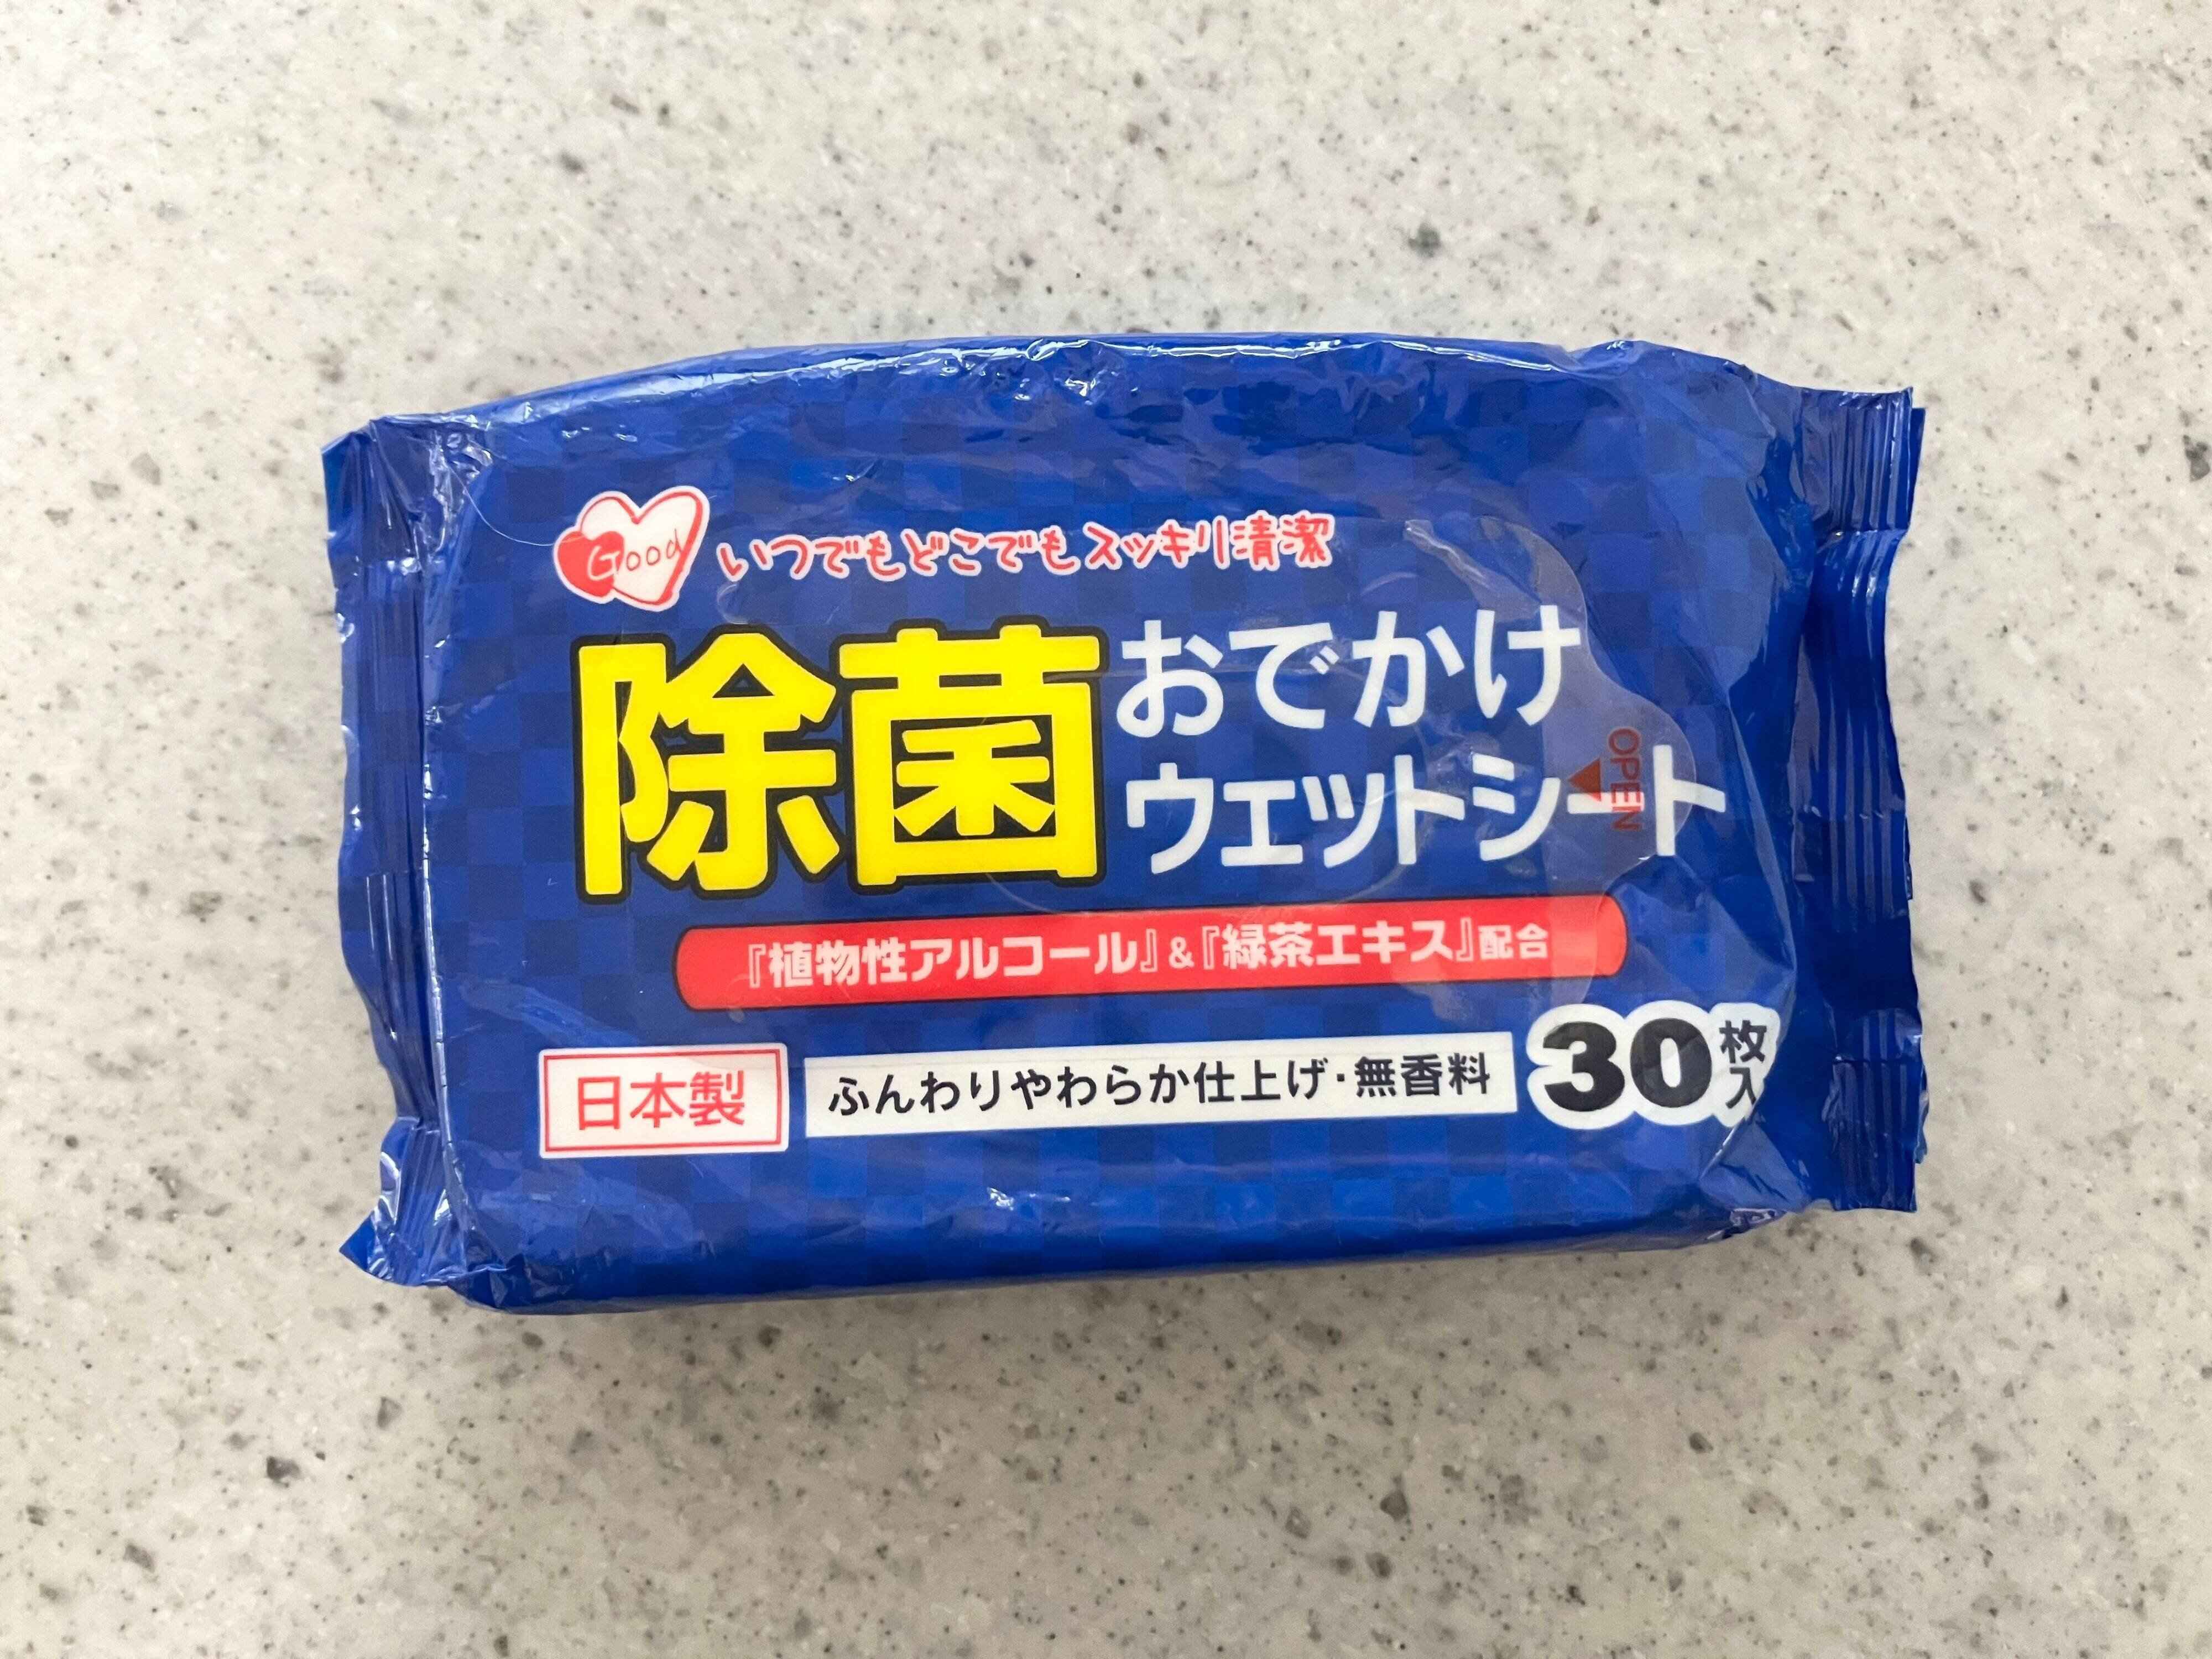 Good いつでもどこでもスッキリ清潔
除菌 おでかけ
ウェットシート
OPEN
『植物性アルコール』&『緑茶エキス』配合
日本製 ふんわりやわらか仕上げ・無香料 30枚入